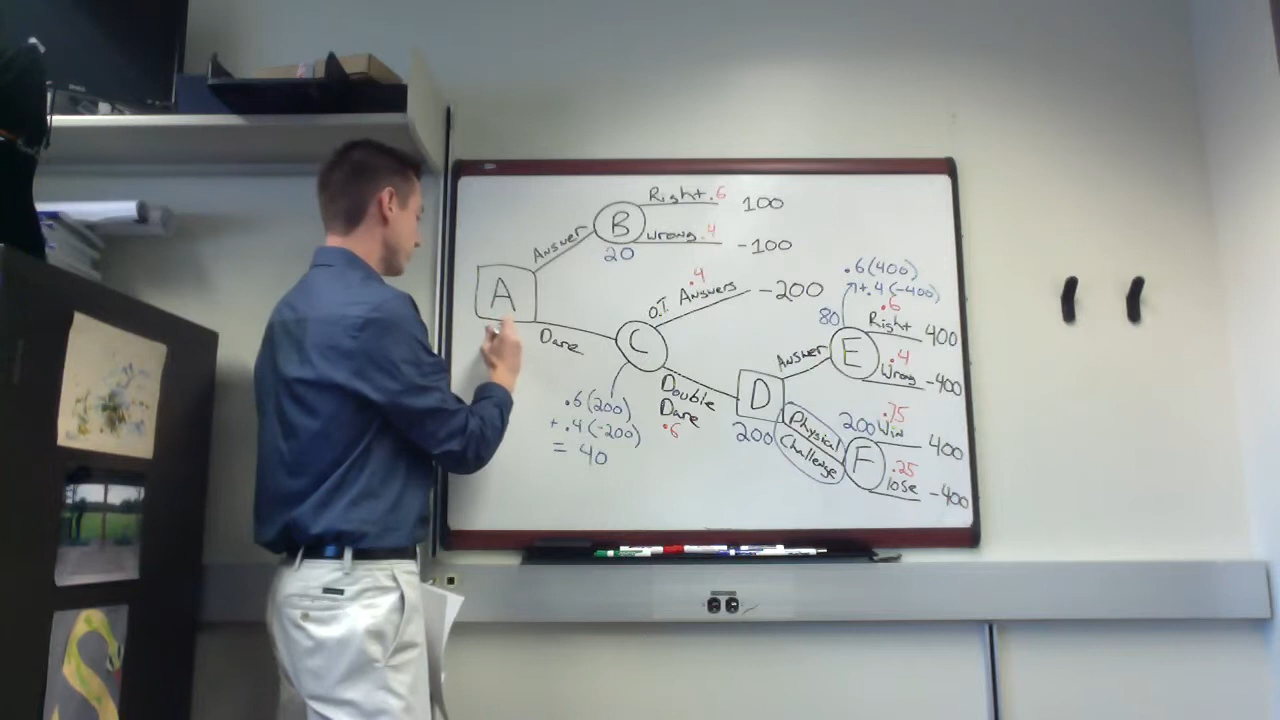 Right .6 100
Answer B
Wrong .4 -100
20
A
.4
O.T. Answers -200
Dare C
.6(200)
+ .4(-200)
= 40
Double
Dare
.6
D
200
.6(400)
+.4(-400)
80
Answer E
.6
Right 400
.4
Wrong -400
Physical
Challenge
F
200 .75
Win 400
.25
lose -400